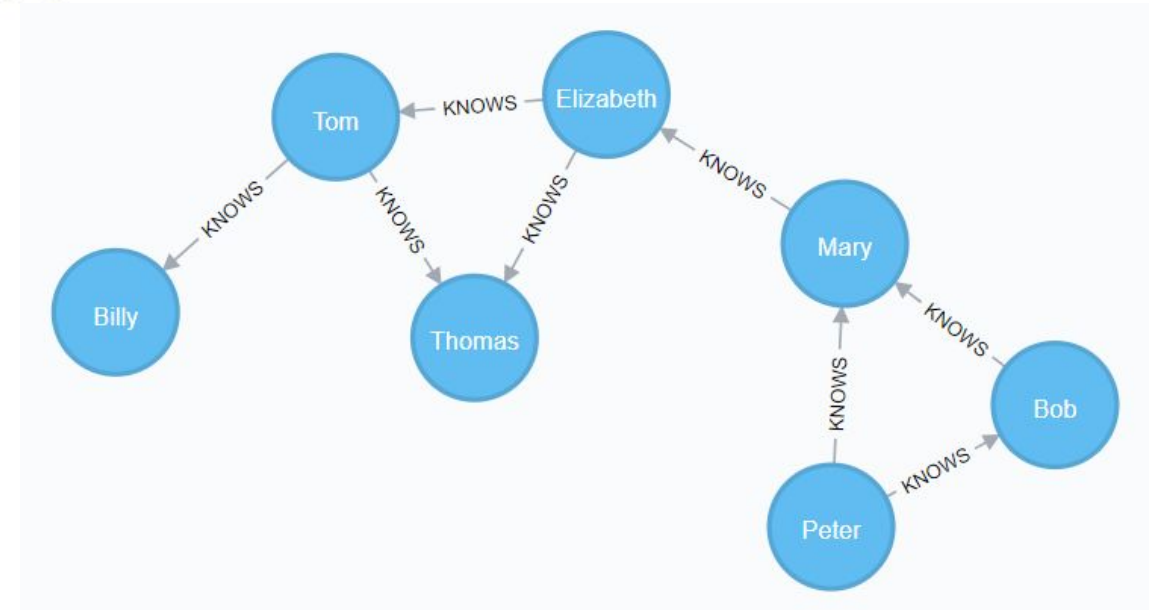 Elizabeth
KNOWS
Tom
KNOWS
KNOWS
KNOWS
KNOWS
Mary
Billy
Thomas
KNOWS
KNOWS
Bob
KNOWS
Peter